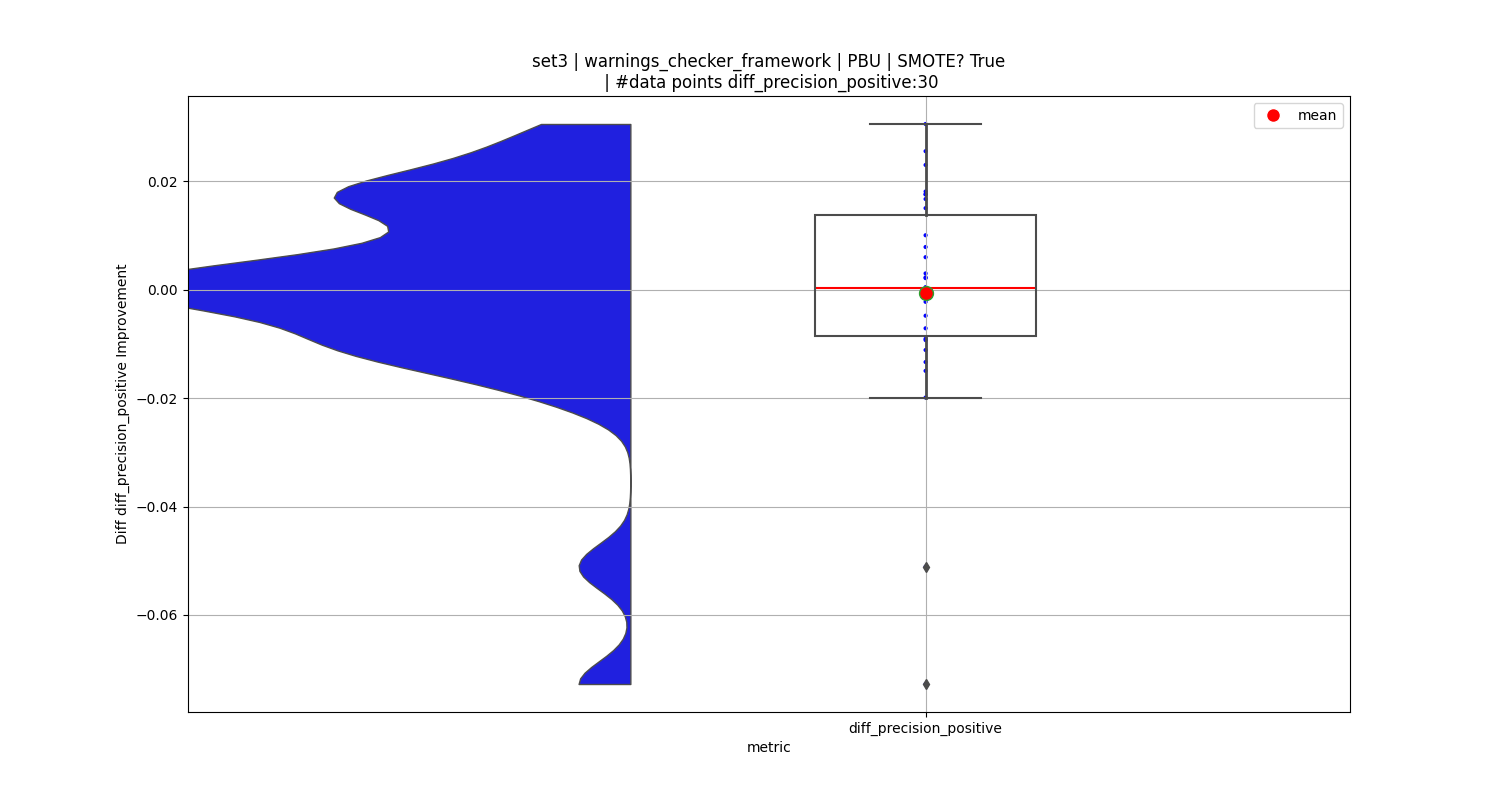 set3 | warnings_checker_framework | PBU | SMOTE? True
| #data points diff_precision_positive:30
mean
Diff diff_precision_positive Improvement
0.02
0.00
−0.02
−0.04
−0.06
diff_precision_positive
metric